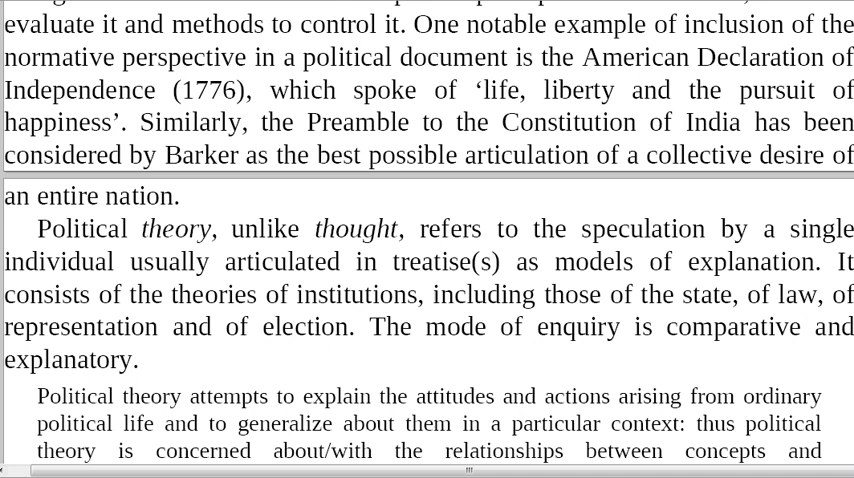 evaluate it and methods to control it. One notable example of inclusion of the
normative perspective in a political document is the American Declaration of
Independence (1776), which spoke of ‘life, liberty and the pursuit of
happiness’. Similarly, the Preamble to the Constitution of India has been
considered by Barker as the best possible articulation of a collective desire of
an entire nation.
Political theory, unlike thought, refers to the speculation by a single
individual usually articulated in treatise(s) as models of explanation. It
consists of the theories of institutions, including those of the state, of law, of
representation and of election. The mode of enquiry is comparative and
explanatory.
Political theory attempts to explain the attitudes and actions arising from ordinary
political life and to generalize about them in a particular context: thus political
theory is concerned about/with the relationships between concepts and